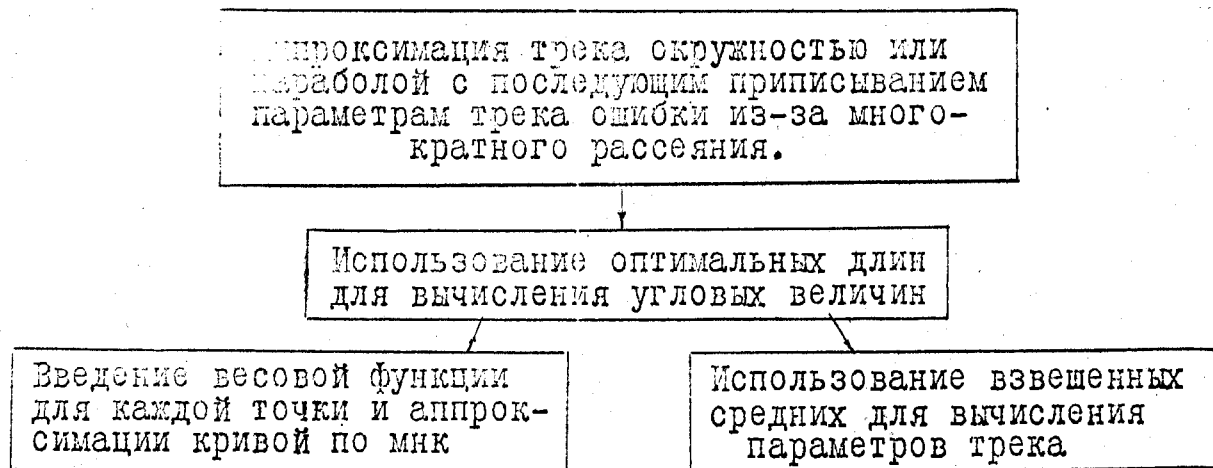 Аппроксимация трека окружностью или
параболой с последующим приписыванием
параметрам трека ошибки из-за много-
кратного рассеяния.
Использование оптимальных длин
для вычисления угловых величин
Введение весовой функции
для каждой точки и аппрок-
симации кривой по мнк
Использование взвешенных
средних для вычисления
параметров трека